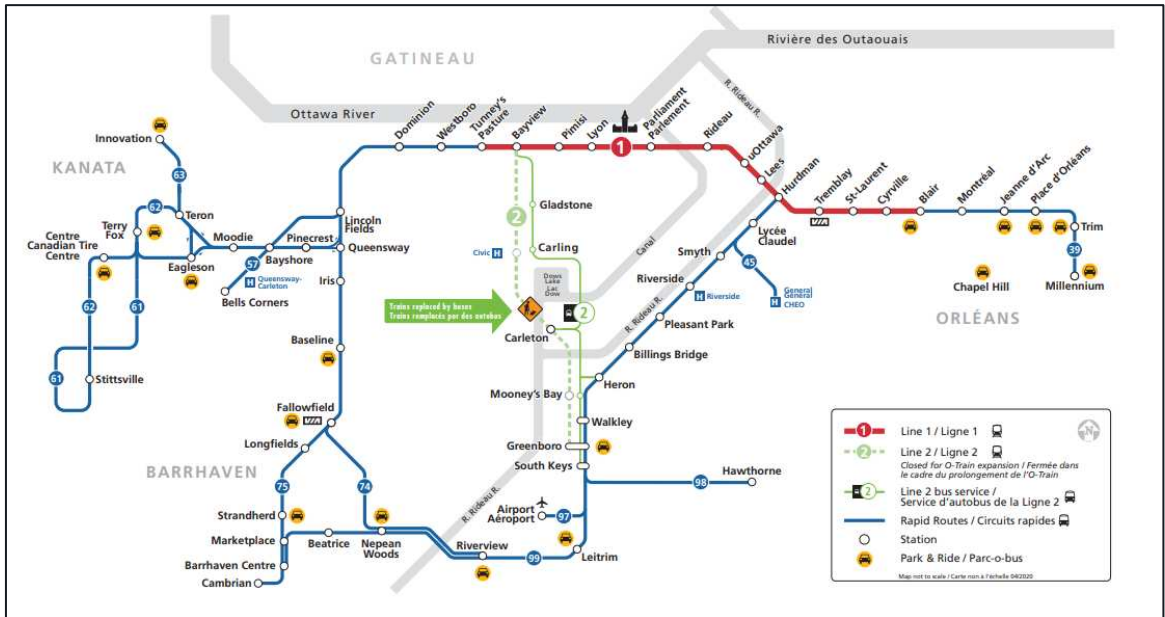 GATINEAU
Rivière des Outaouais
Ottawa River
R. Rideau R.
Innovation
KANATA
63
62
Terry
Fox
Teron
Centre
Canadian Tire
Centre
Eagleson
Moodie
Bayshore
Pinecrest
Lincoln
Fields
Queensway
57
H Queensway-
Carleton
Bells Corners
62
61
61
Stittsville
Iris
Baseline
Fallowfield
VIA
Longfields
BARRHAVEN
75
74
Strandherd
Marketplace
Barrhaven Centre
Cambrian
Beatrice
Nepean
Woods
Riverview
99
Leitrim
R. Rideau R.
Dominion
Westboro
Tunney's
Pasture
Bayview
Pimisi
Lyon
1
Parliament
Parlement
Rideau
uOttawa
Lees
Hurdman
Tremblay
VIA
St-Laurent
Cyrville
Blair
Montréal
Jeanne d'Arc
Place d'Orléans
Trim
39
Millennium
Chapel Hill
ORLÉANS
2
Gladstone
Carling
Civic H
Dows
Lake
Lac
Dow
Canal
Trains replaced by buses
Trains remplacés par des autobus
2
Carleton
R. Rideau R.
Mooney's Bay
Greenboro
South Keys
Walkley
Heron
Billings Bridge
Pleasant Park
Riverside
H Riverside
Smyth
Lycée
Claudel
45
General
Général
CHEO
H
98
Hawthorne
Airport
Aéroport
97
1 Line 1 / Ligne 1
N
2 Line 2 / Ligne 2
Closed for O-Train expansion / Fermée dans
le cadre du prolongement de l'O-Train
2 Line 2 bus service /
Service d'autobus de la Ligne 2
Rapid Routes / Circuits rapides
Station
Park & Ride / Parc-o-bus
Map not to scale / Carte non à l'échelle 04/2020